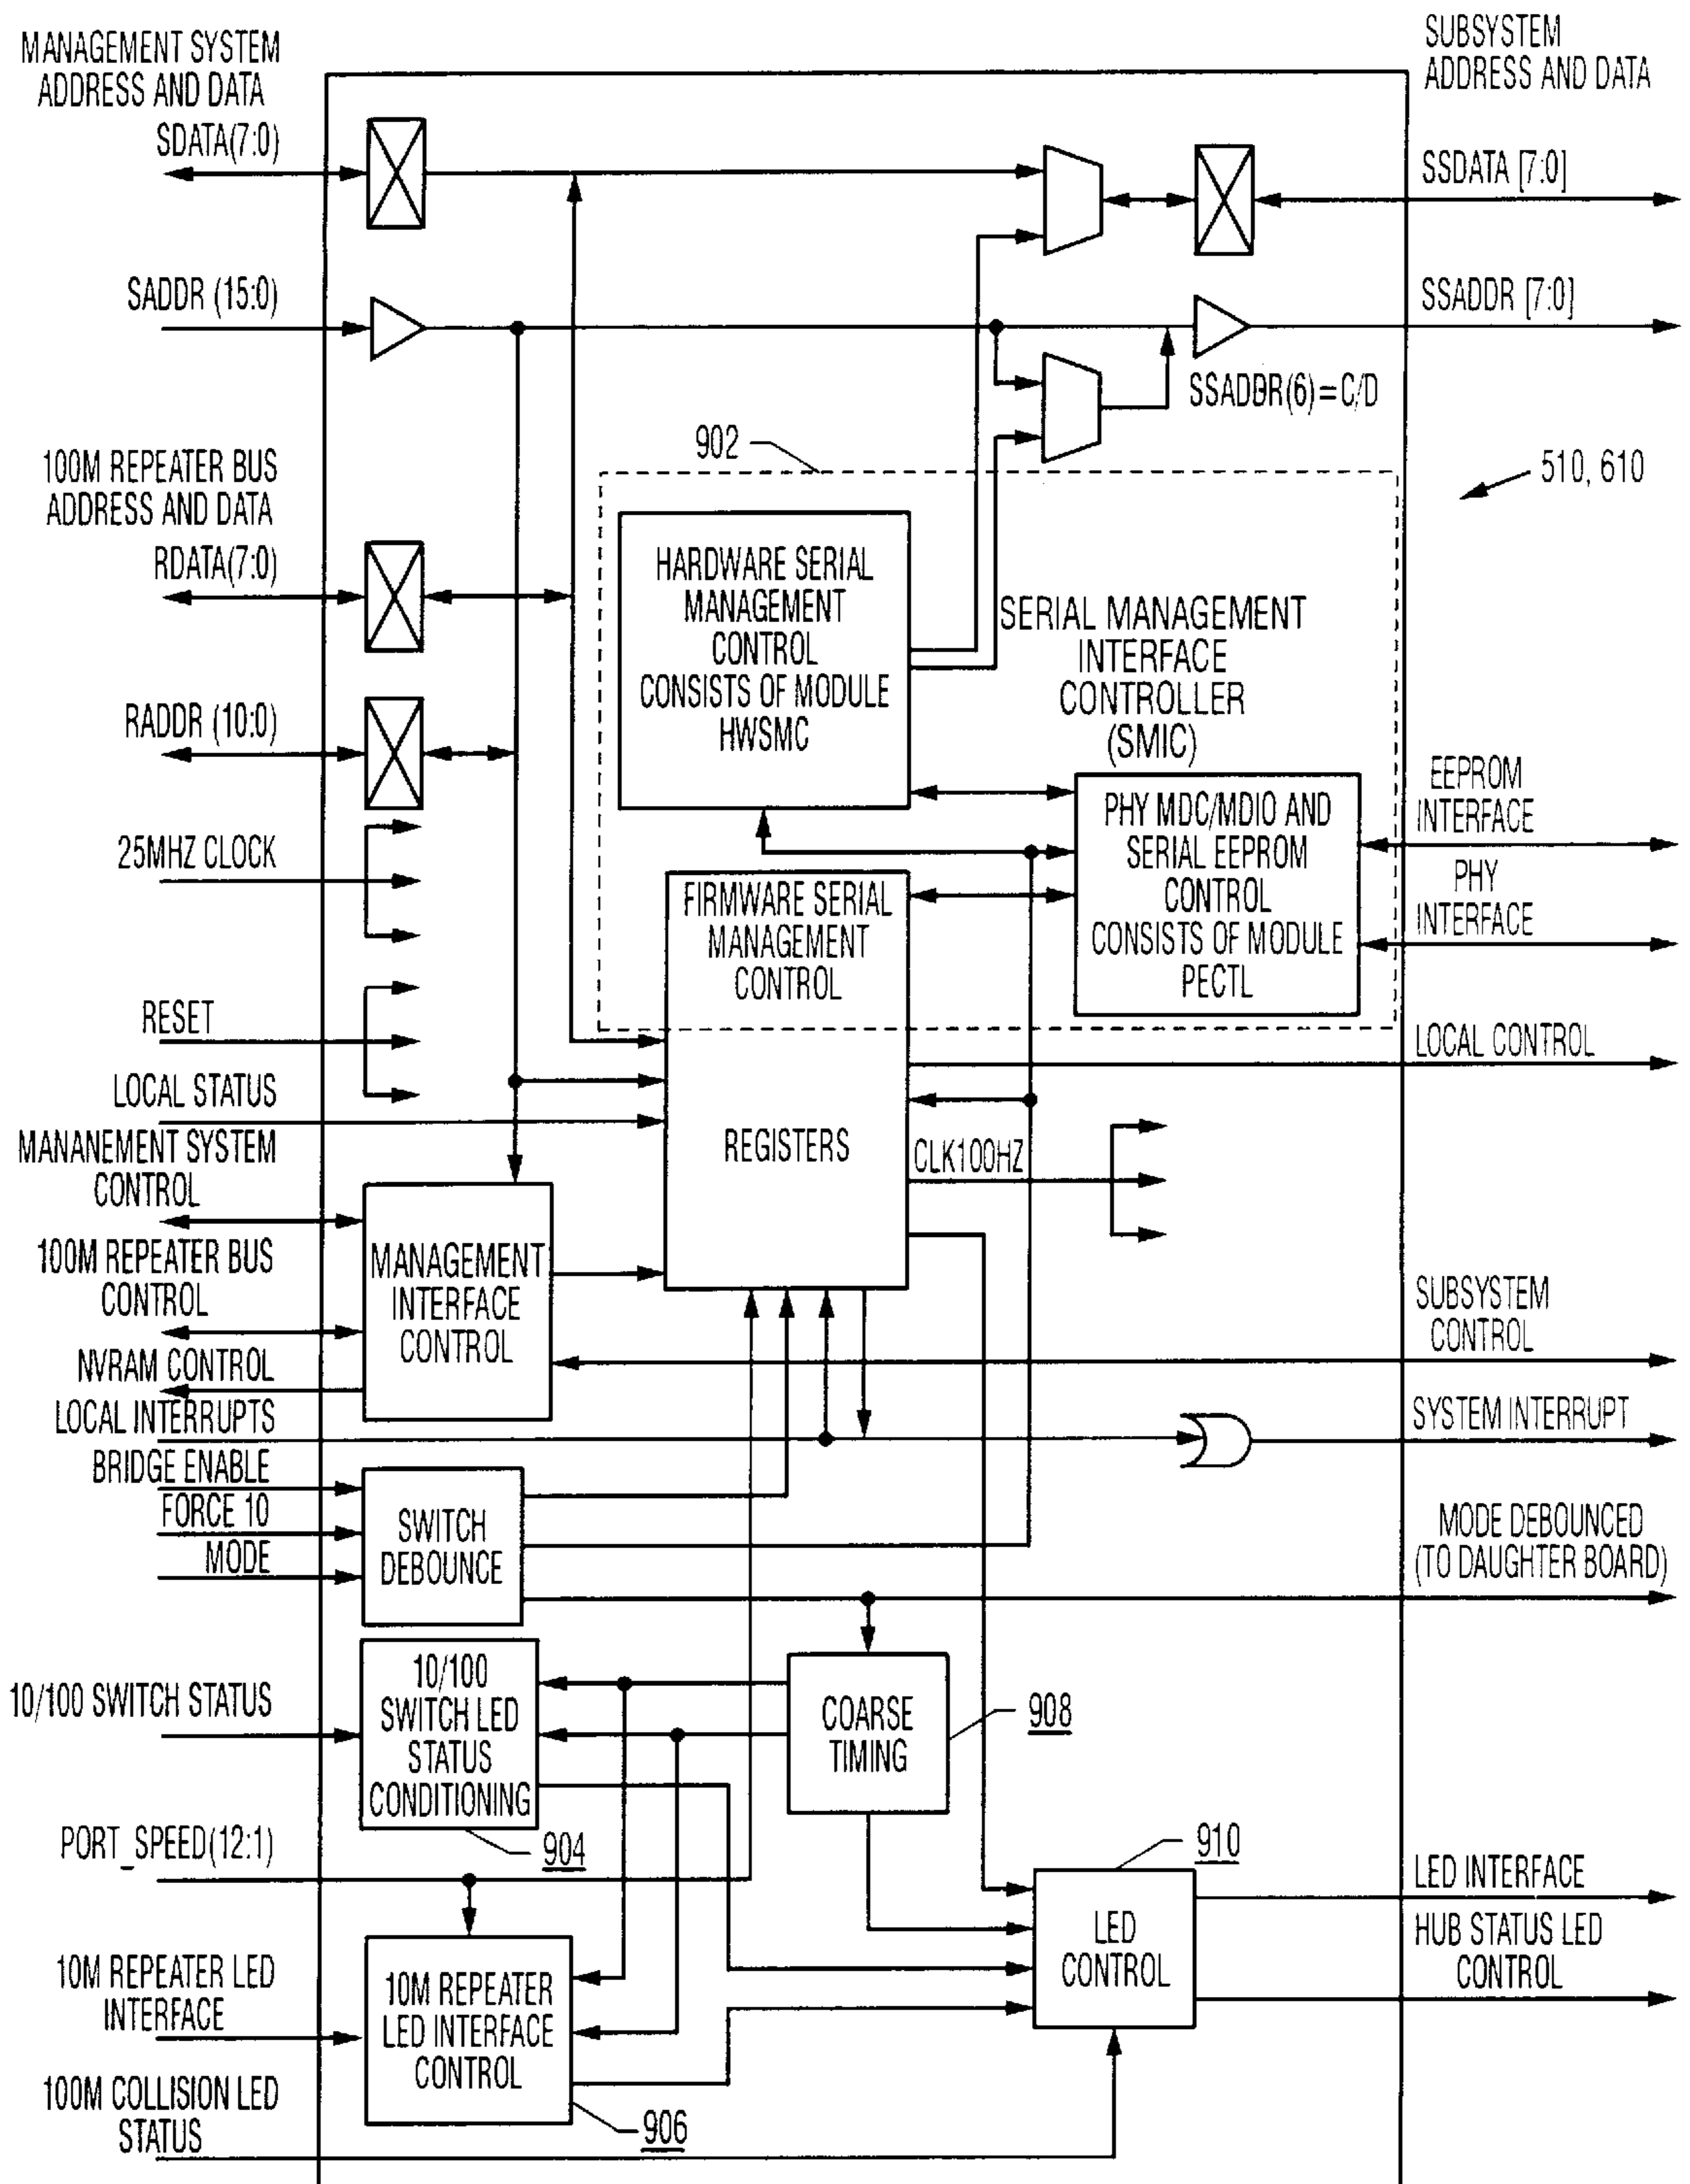 MANAGEMENT SYSTEM
ADDRESS AND DATA
SDATA(7:0)
SUBSYSTEM
ADDRESS AND DATA
SSDATA [7:0]
SADDR (15:0)
SSADDR [7:0]
SSADDR(6)=C/D
902
510, 610
100M REPEATER BUS
ADDRESS AND DATA
RDATA(7:0)
HARDWARE SERIAL
MANAGEMENT
CONTROL
CONSISTS OF MODULE
HWSMC
SERIAL MANAGEMENT
INTERFACE
CONTROLLER
(SMIC)
RADDR (10:0)
25MHZ CLOCK
PHY MDC/MDIO AND
SERIAL EEPROM
CONTROL
CONSISTS OF MODULE
PECTL
EEPROM
INTERFACE
PHY
INTERFACE
FIRMWARE SERIAL
MANAGEMENT
CONTROL
REGISTERS
RESET
LOCAL CONTROL
LOCAL STATUS
CLK100HZ
MANANEMENT SYSTEM
CONTROL
100M REPEATER BUS
CONTROL
NVRAM CONTROL
MANAGEMENT
INTERFACE
CONTROL
SUBSYSTEM
CONTROL
LOCAL INTERRUPTS
SYSTEM INTERRUPT
BRIDGE ENABLE
FORCE 10
MODE
SWITCH
DEBOUNCE
MODE DEBOUNCED
(TO DAUGHTER BOARD)
10/100 SWITCH STATUS
10/100
SWITCH LED
STATUS
CONDITIONING
904
COARSE
TIMING
908
PORT_SPEED(12:1)
910
LED
CONTROL
LED INTERFACE
HUB STATUS LED
CONTROL
10M REPEATER LED
INTERFACE
10M REPEATER
LED INTERFACE
CONTROL
906
100M COLLISION LED
STATUS